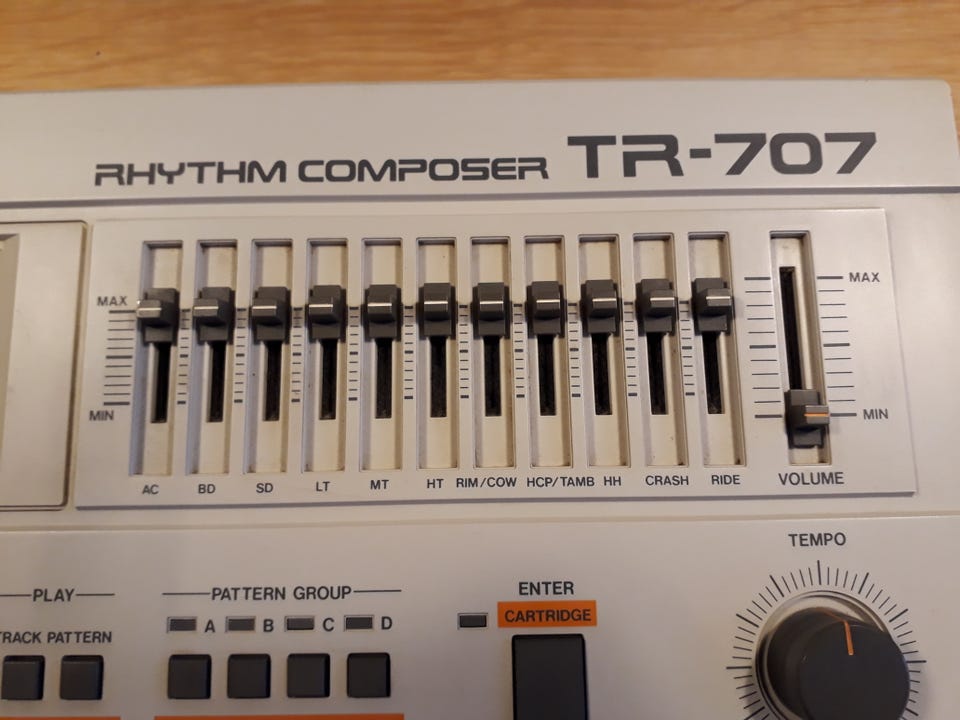 RHYTHM COMPOSER TR-707
MAX
MIN
MAX
MIN
AC BD SD LT MT HT RIM/COW HCP/TAMB HH CRASH RIDE
VOLUME
TEMPO
PLAY
TRACK PATTERN
PATTERN GROUP
A B C D
ENTER
CARTRIDGE